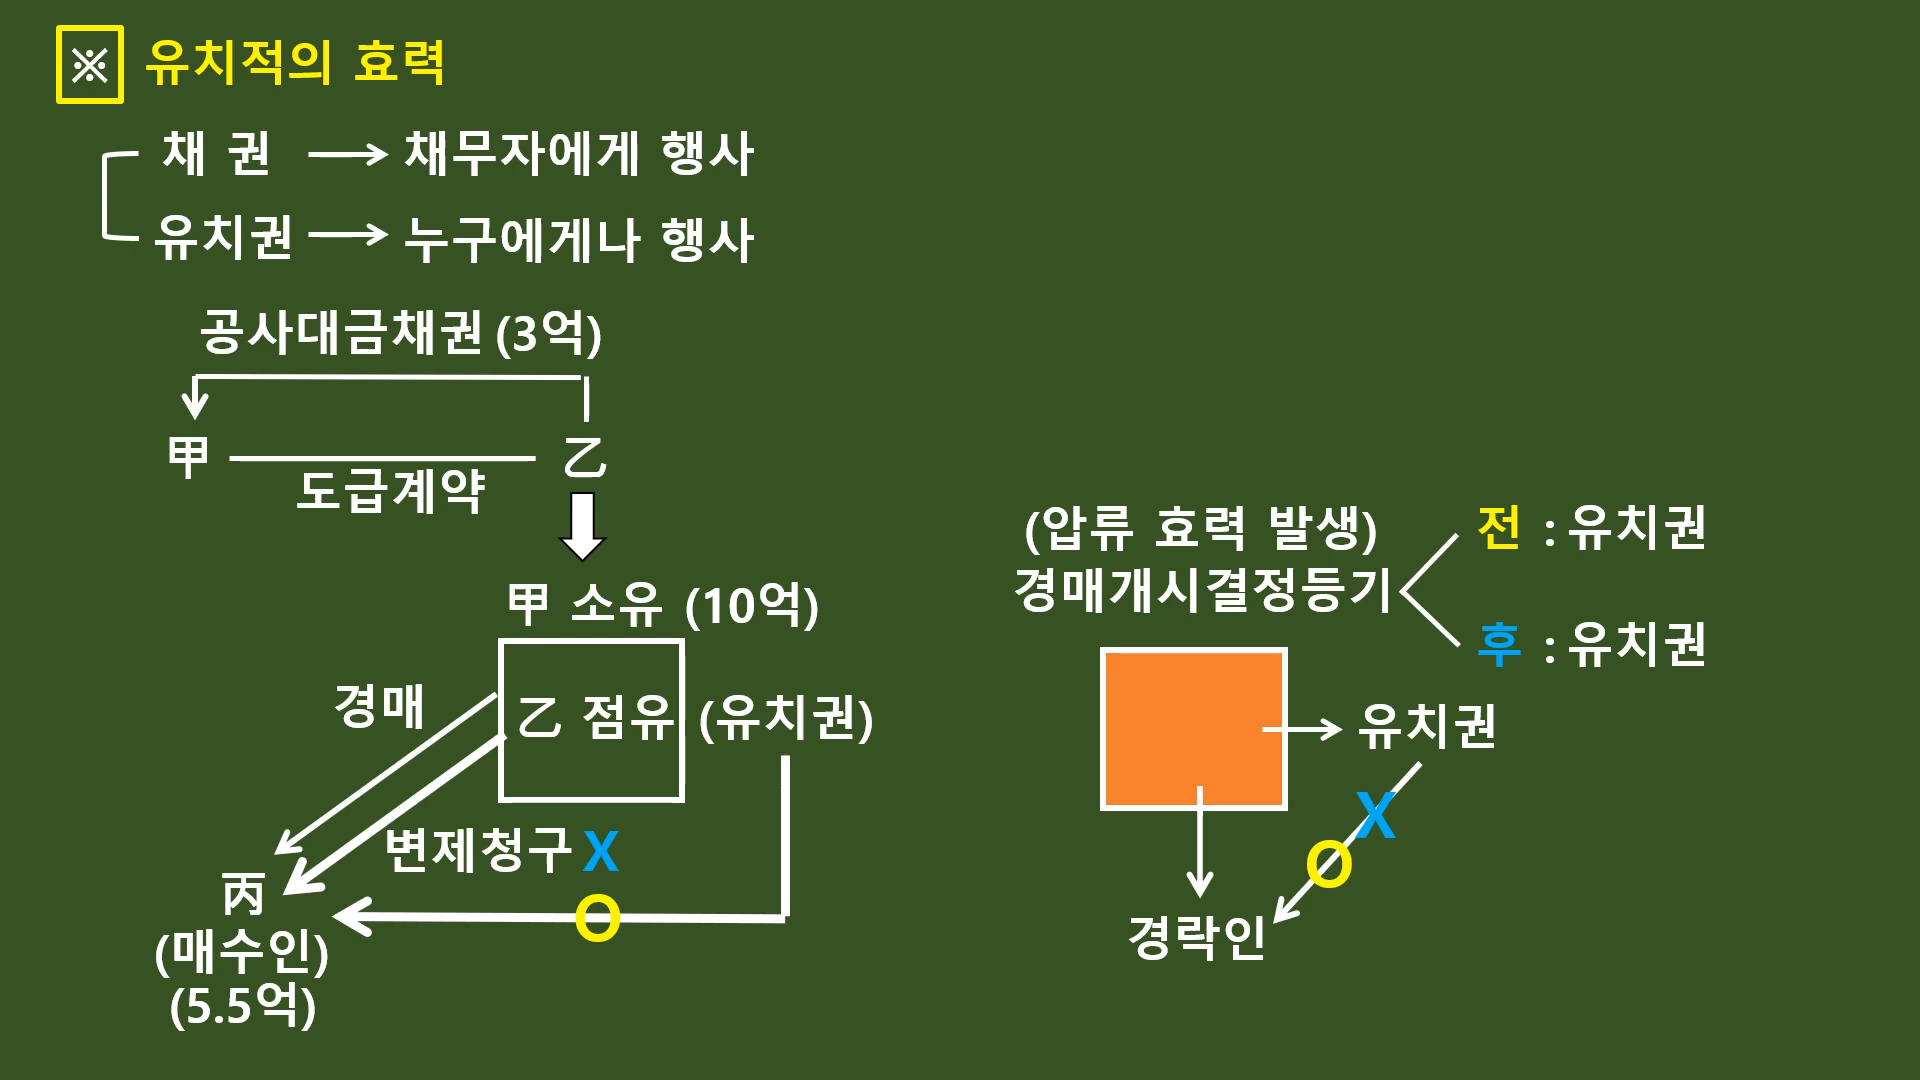 ※ 유치적의 효력
채 권 → 채무자에게 행사
유치권 → 누구에게나 행사
공사대금채권 (3억)
甲 乙
도급계약
甲 소유 (10억)
경매
乙 점유 (유치권)
변제청구 X
O
丙
(매수인)
(5.5억)
(압류 효력 발생)
경매개시결정등기
전 : 유치권
후 : 유치권
유치권
X
O
경락인